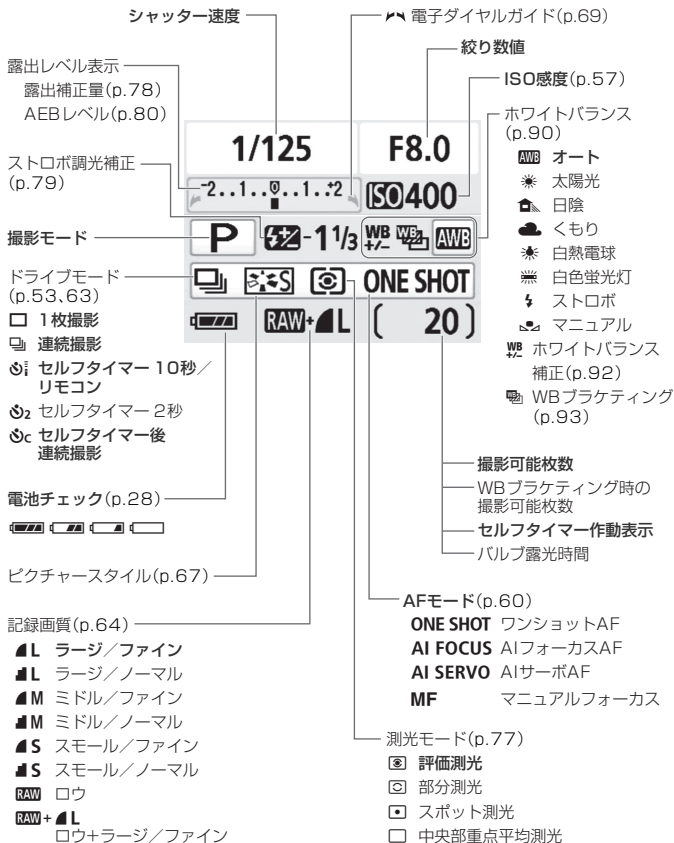 シャッター速度
電子ダイヤルガイド(p.69)
絞り数値
ISO感度(p.57)
露出レベル表示
露出補正量(p.78)
AEBレベル(p.80)
ホワイトバランス
(p.90)
AWB オート
太陽光
日陰
くもり
白熱電球
白色蛍光灯
ストロボ
マニュアル
WB +/− ホワイトバランス
補正(p.92)
WBブラケティング
(p.93)
ストロボ調光補正
(p.79)
撮影モード
1/125 F8.0
-2..1..0..1..+2 ISO 400
P -1 1/3 WB +/− WB AWB
S ONE SHOT
RAW+ L [ 20 ]
ドライブモード
(p.53,63)
1枚撮影
連続撮影
セルフタイマー 10秒／
リモコン
2 セルフタイマー 2秒
c セルフタイマー後
連続撮影
電池チェック(p.28)
ピクチャースタイル(p.67)
撮影可能枚数
WBブラケティング時の
撮影可能枚数
セルフタイマー作動表示
バルブ露光時間
記録画質(p.64)
L ラージ／ファイン
L ラージ／ノーマル
M ミドル／ファイン
M ミドル／ノーマル
S スモール／ファイン
S スモール／ノーマル
RAW ロウ
RAW+ L
ロウ+ラージ／ファイン
AFモード(p.60)
ONE SHOT ワンショットAF
AI FOCUS AIフォーカスAF
AI SERVO AIサーボAF
MF マニュアルフォーカス
測光モード(p.77)
評価測光
部分測光
スポット測光
中央部重点平均測光